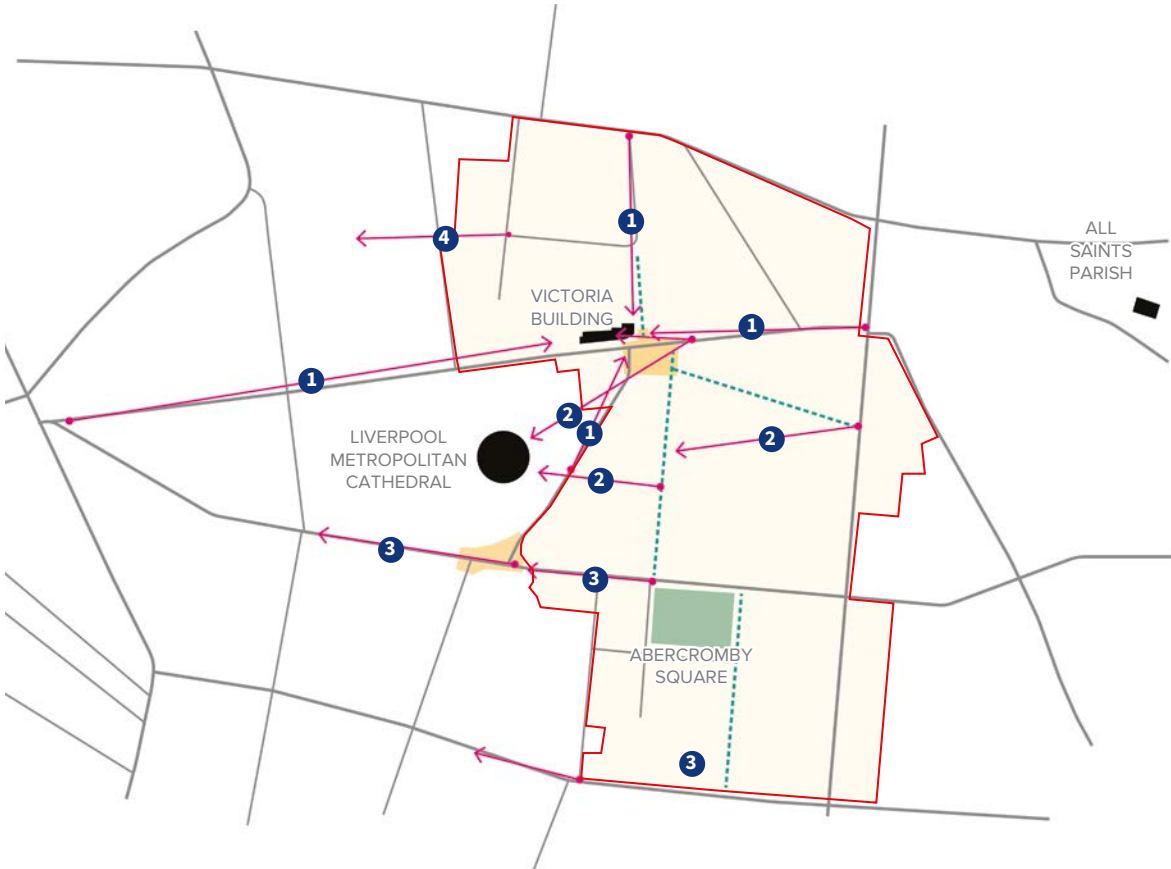 1
4
ALL
SAINTS
PARISH
VICTORIA
BUILDING
1
1
2
1
2
LIVERPOOL
METROPOLITAN
CATHEDRAL
2
3
3
ABERCROMBY
SQUARE
3